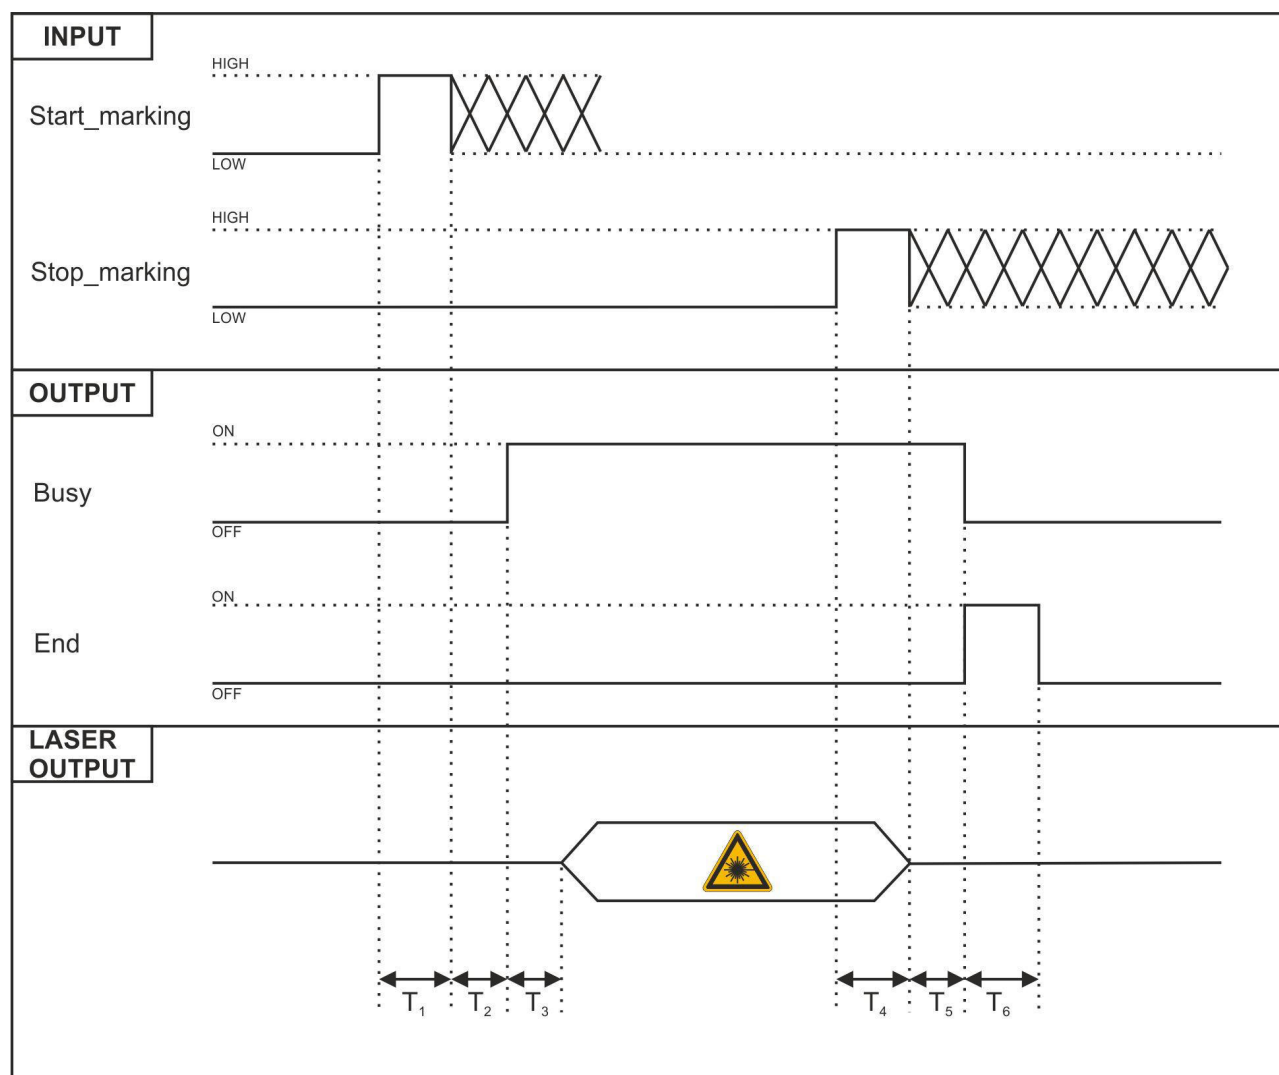 INPUT
HIGH
Start_marking
LOW
HIGH
Stop_marking
LOW
OUTPUT
ON
Busy
OFF
ON
End
OFF
LASER
OUTPUT
T₁ T₂ T₃ T₄ T₅ T₆